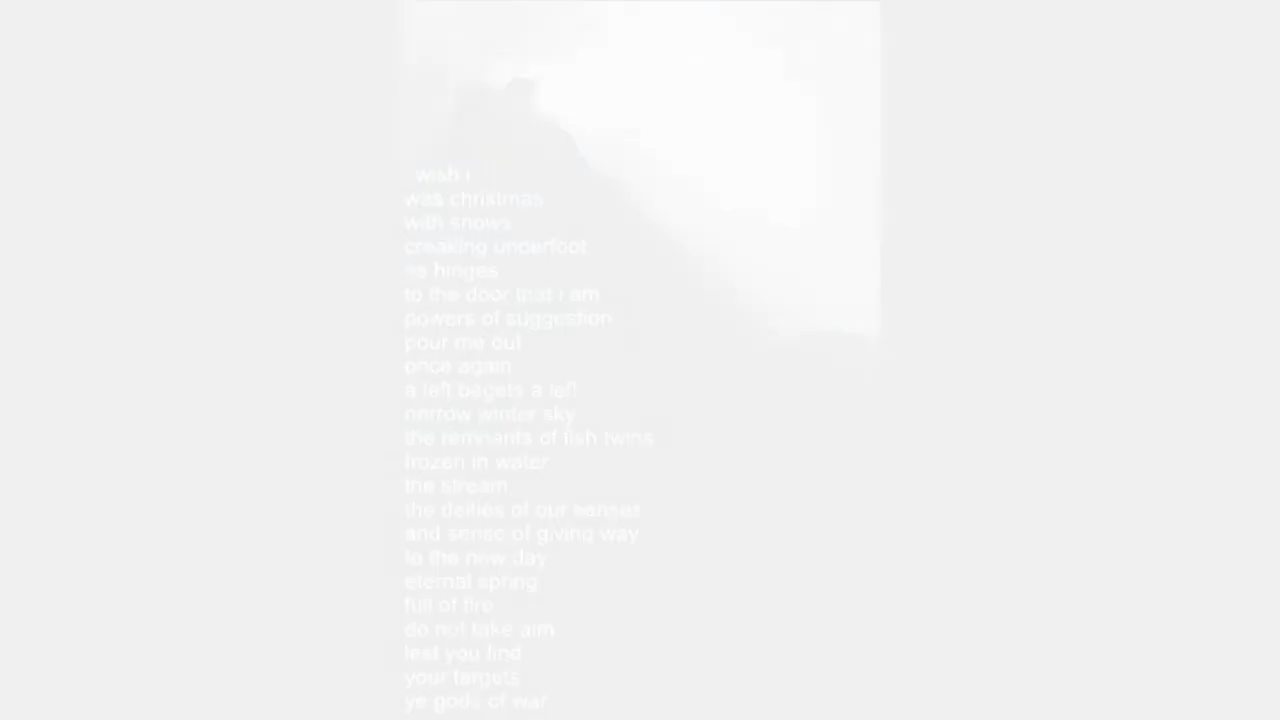 i wish i
was christmas
with snows
creaking underfoot
hinges
to the door that i am
powers of suggestion
pour me out
once again
a left begets a left
narrow winter sky
the remnants of fish twins
frozen in water
the stream
the deities of our senses
and sense of giving way
to the new day
eternal spring
full of fire
do not take aim
lest you find
your targets
ye gods of war